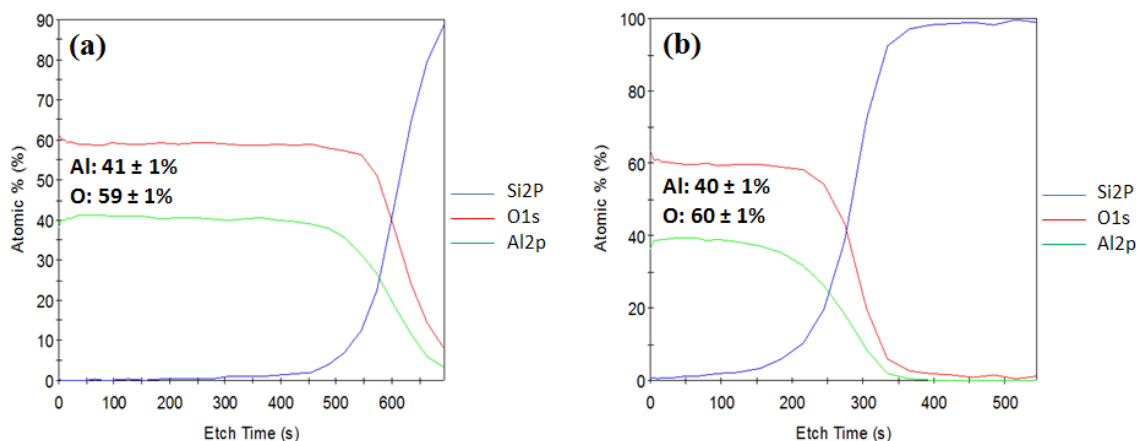 (a)
Atomic % (%)
90
80
70
60
50
40
30
20
10
0
Al: 41 ± 1%
O: 59 ± 1%
0 100 200 300 400 500 600
Etch Time (s)
Si2P
O1s
Al2p
(b)
Atomic % (%)
100
80
60
40
20
0
Al: 40 ± 1%
O: 60 ± 1%
0 100 200 300 400 500
Etch Time (s)
Si2P
O1s
Al2p